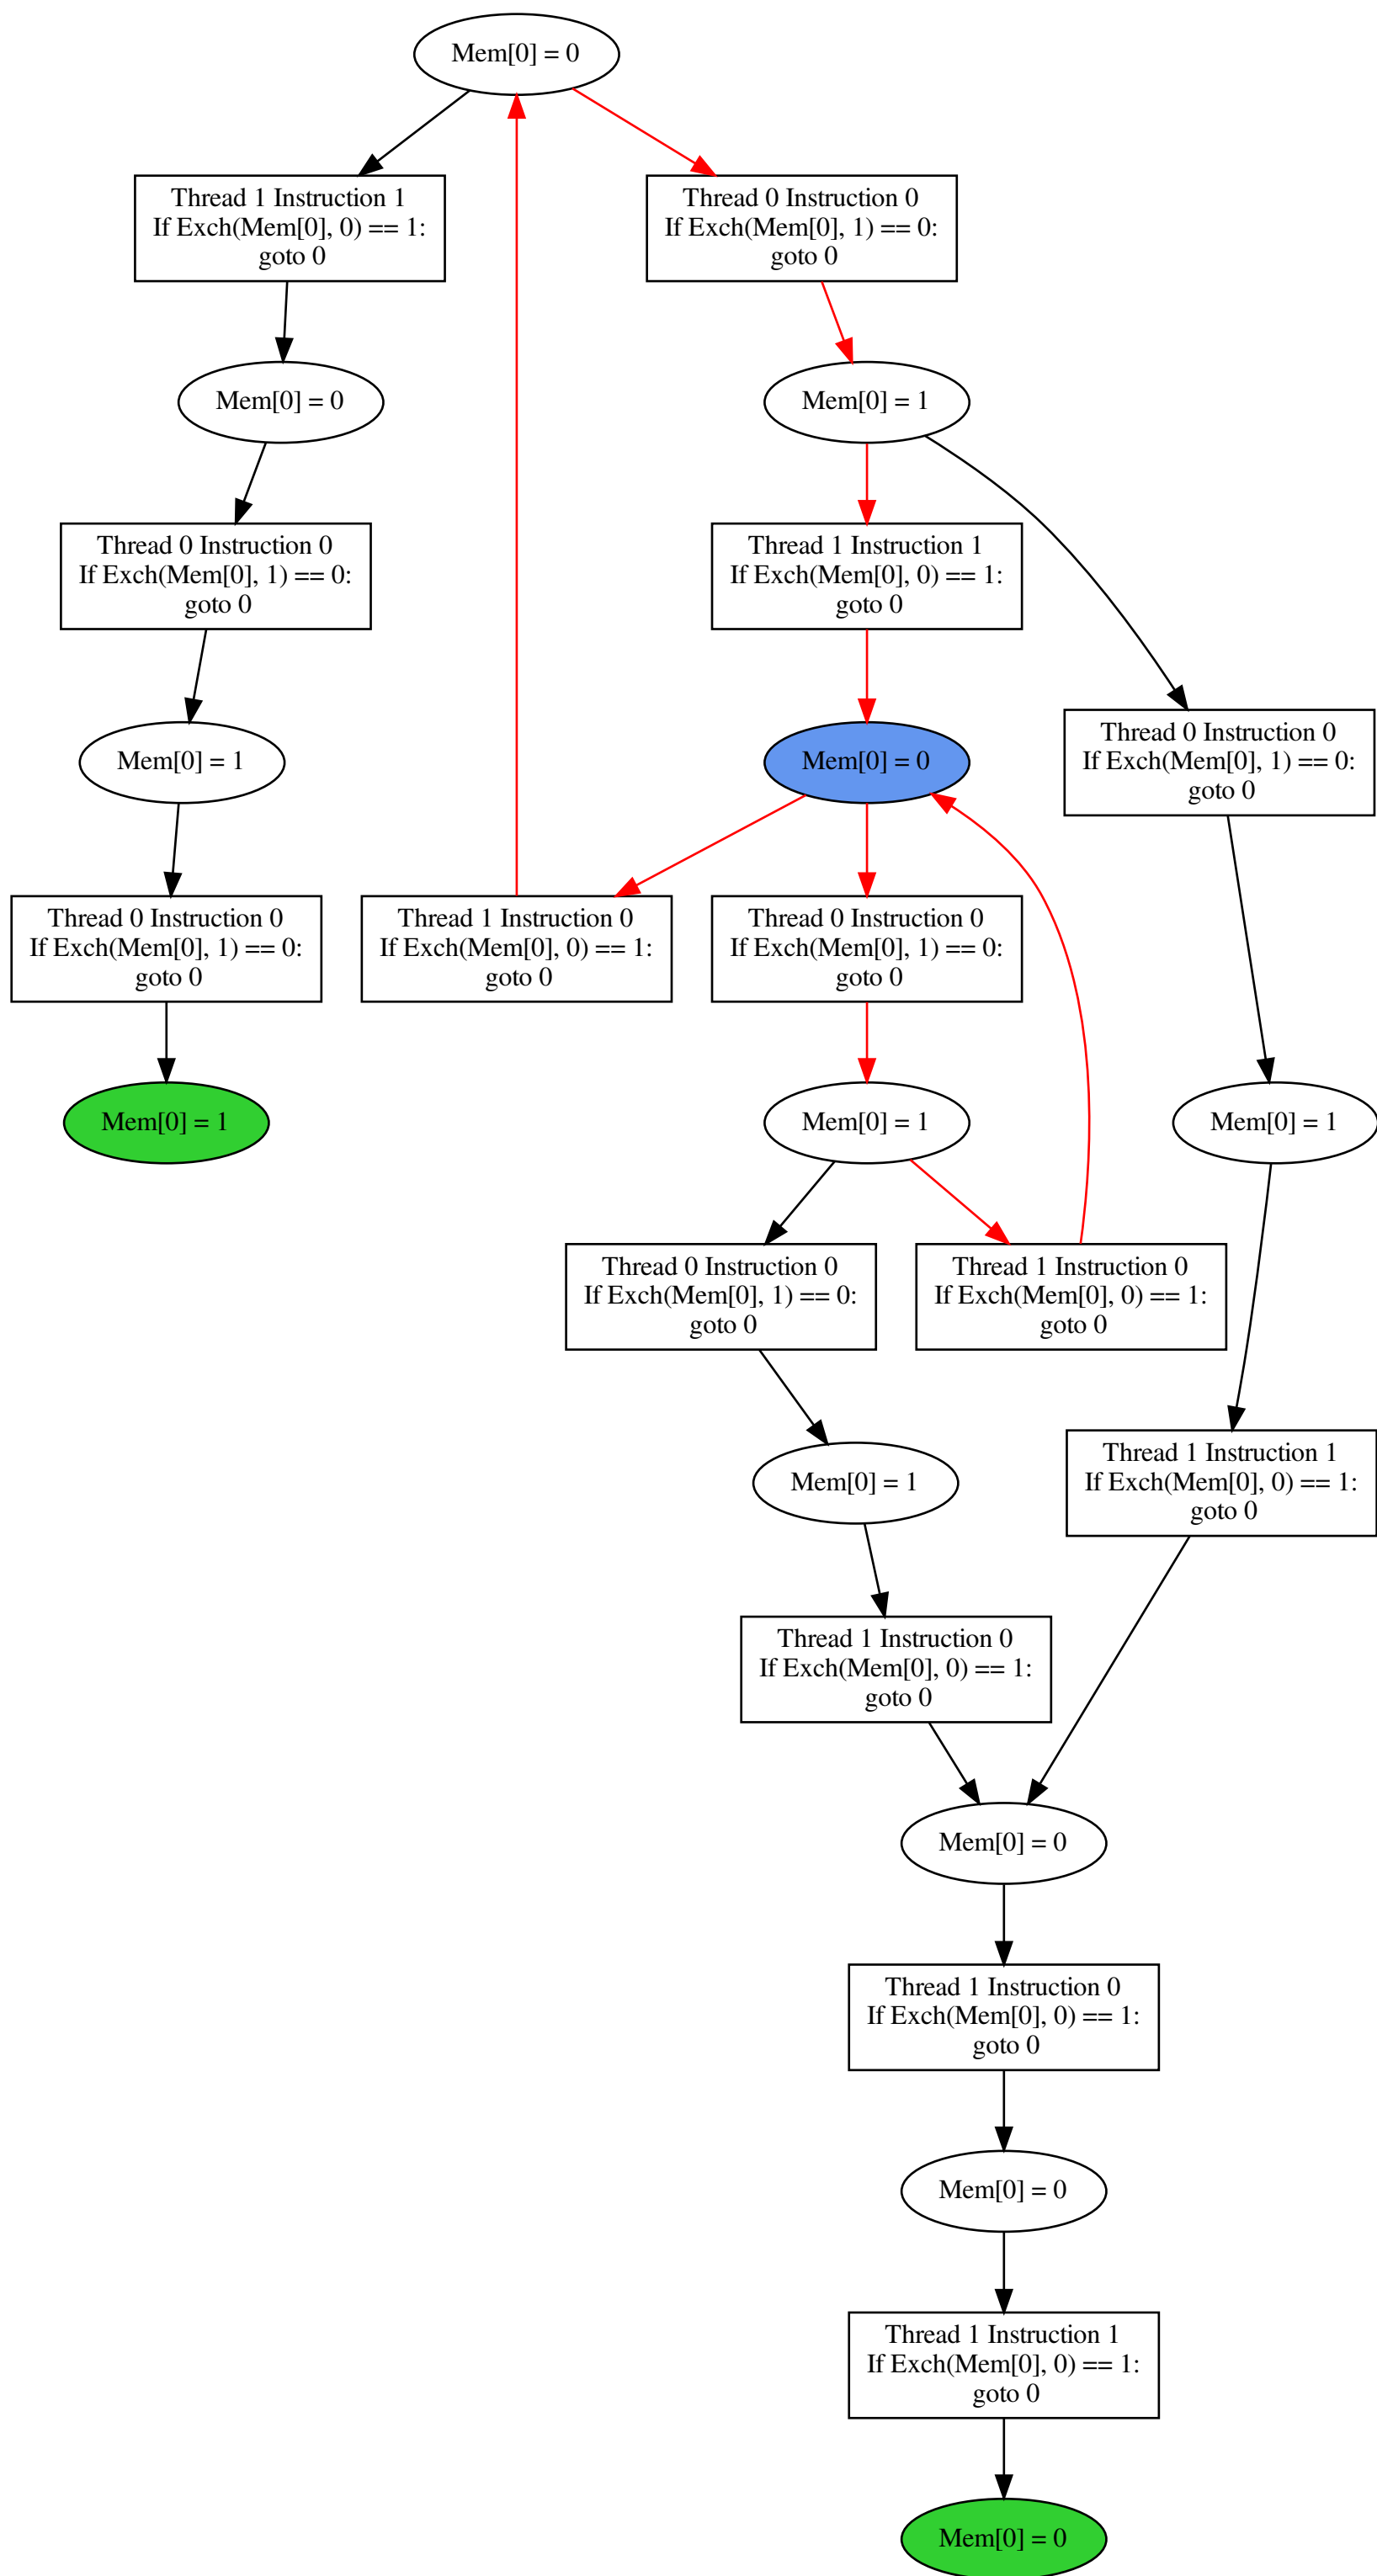 Mem[0] = 0
Thread 1 Instruction 1
If Exch(Mem[0], 0) == 1:
goto 0
Thread 0 Instruction 0
If Exch(Mem[0], 1) == 0:
goto 0
Mem[0] = 0
Mem[0] = 1
Thread 0 Instruction 0
If Exch(Mem[0], 1) == 0:
goto 0
Thread 1 Instruction 1
If Exch(Mem[0], 0) == 1:
goto 0
Mem[0] = 1
Mem[0] = 0
Thread 0 Instruction 0
If Exch(Mem[0], 1) == 0:
goto 0
Thread 0 Instruction 0
If Exch(Mem[0], 1) == 0:
goto 0
Thread 1 Instruction 0
If Exch(Mem[0], 0) == 1:
goto 0
Thread 0 Instruction 0
If Exch(Mem[0], 1) == 0:
goto 0
Mem[0] = 1
Mem[0] = 1
Mem[0] = 1
Thread 0 Instruction 0
If Exch(Mem[0], 1) == 0:
goto 0
Thread 1 Instruction 0
If Exch(Mem[0], 0) == 1:
goto 0
Mem[0] = 1
Thread 1 Instruction 1
If Exch(Mem[0], 0) == 1:
goto 0
Thread 1 Instruction 0
If Exch(Mem[0], 0) == 1:
goto 0
Mem[0] = 0
Thread 1 Instruction 0
If Exch(Mem[0], 0) == 1:
goto 0
Mem[0] = 0
Thread 1 Instruction 1
If Exch(Mem[0], 0) == 1:
goto 0
Mem[0] = 0